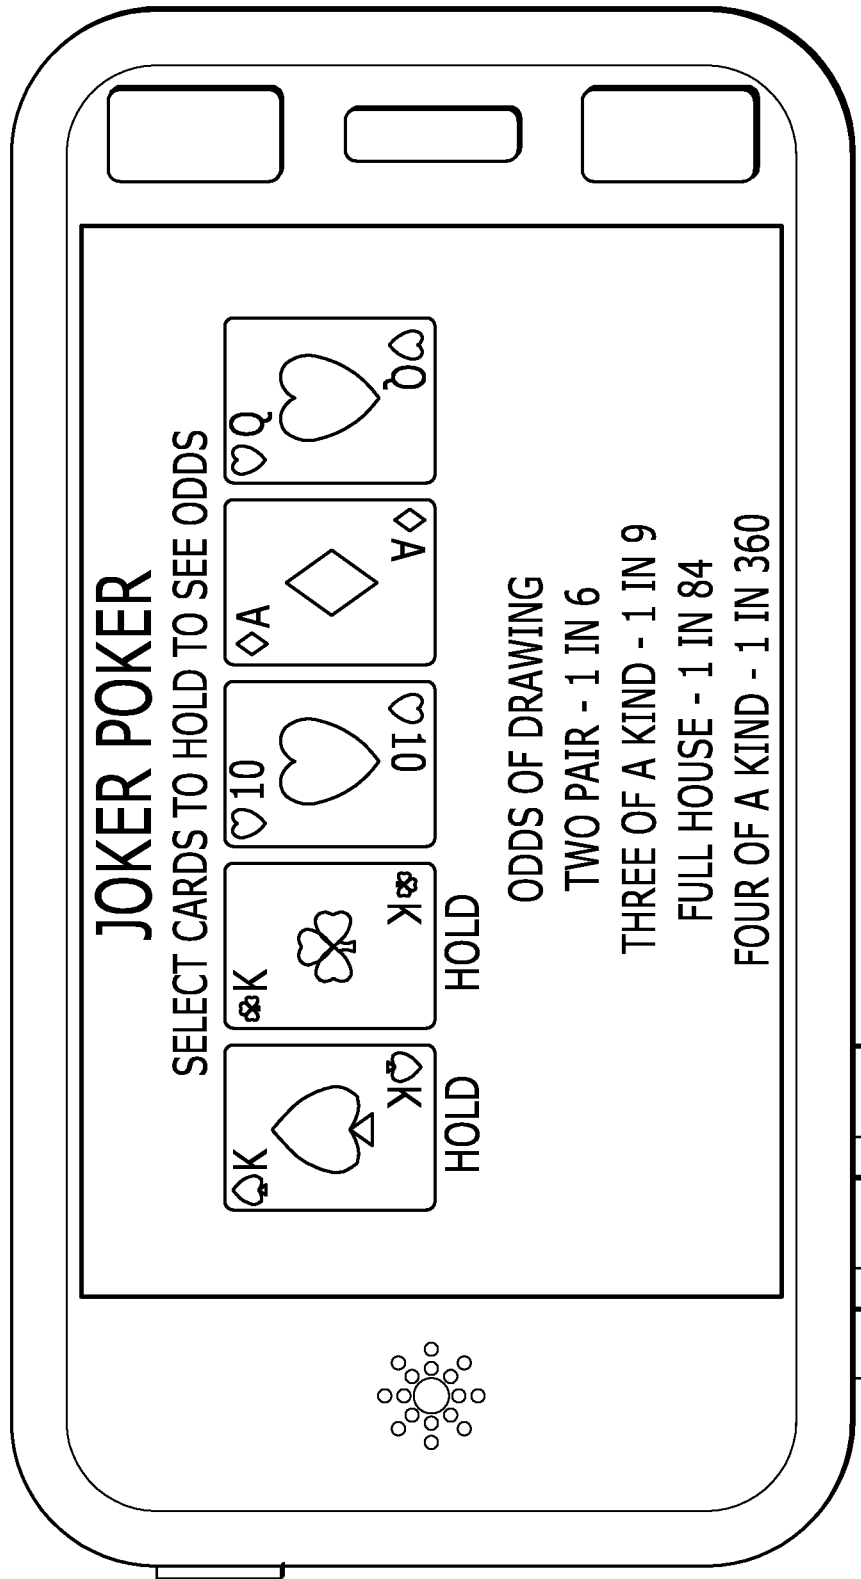 JOKER POKER
SELECT CARDS TO HOLD TO SEE ODDS
K K 10 A Q
K K 10 A Q
HOLD HOLD
ODDS OF DRAWING
TWO PAIR - 1 IN 6
THREE OF A KIND - 1 IN 9
FULL HOUSE - 1 IN 84
FOUR OF A KIND - 1 IN 360